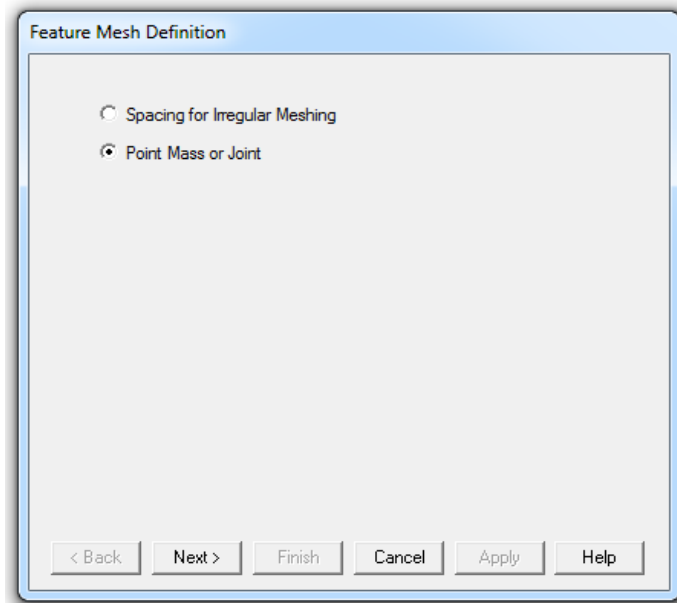 Feature Mesh Definition
Spacing for Irregular Meshing
Point Mass or Joint
< Back Next > Finish Cancel Apply Help